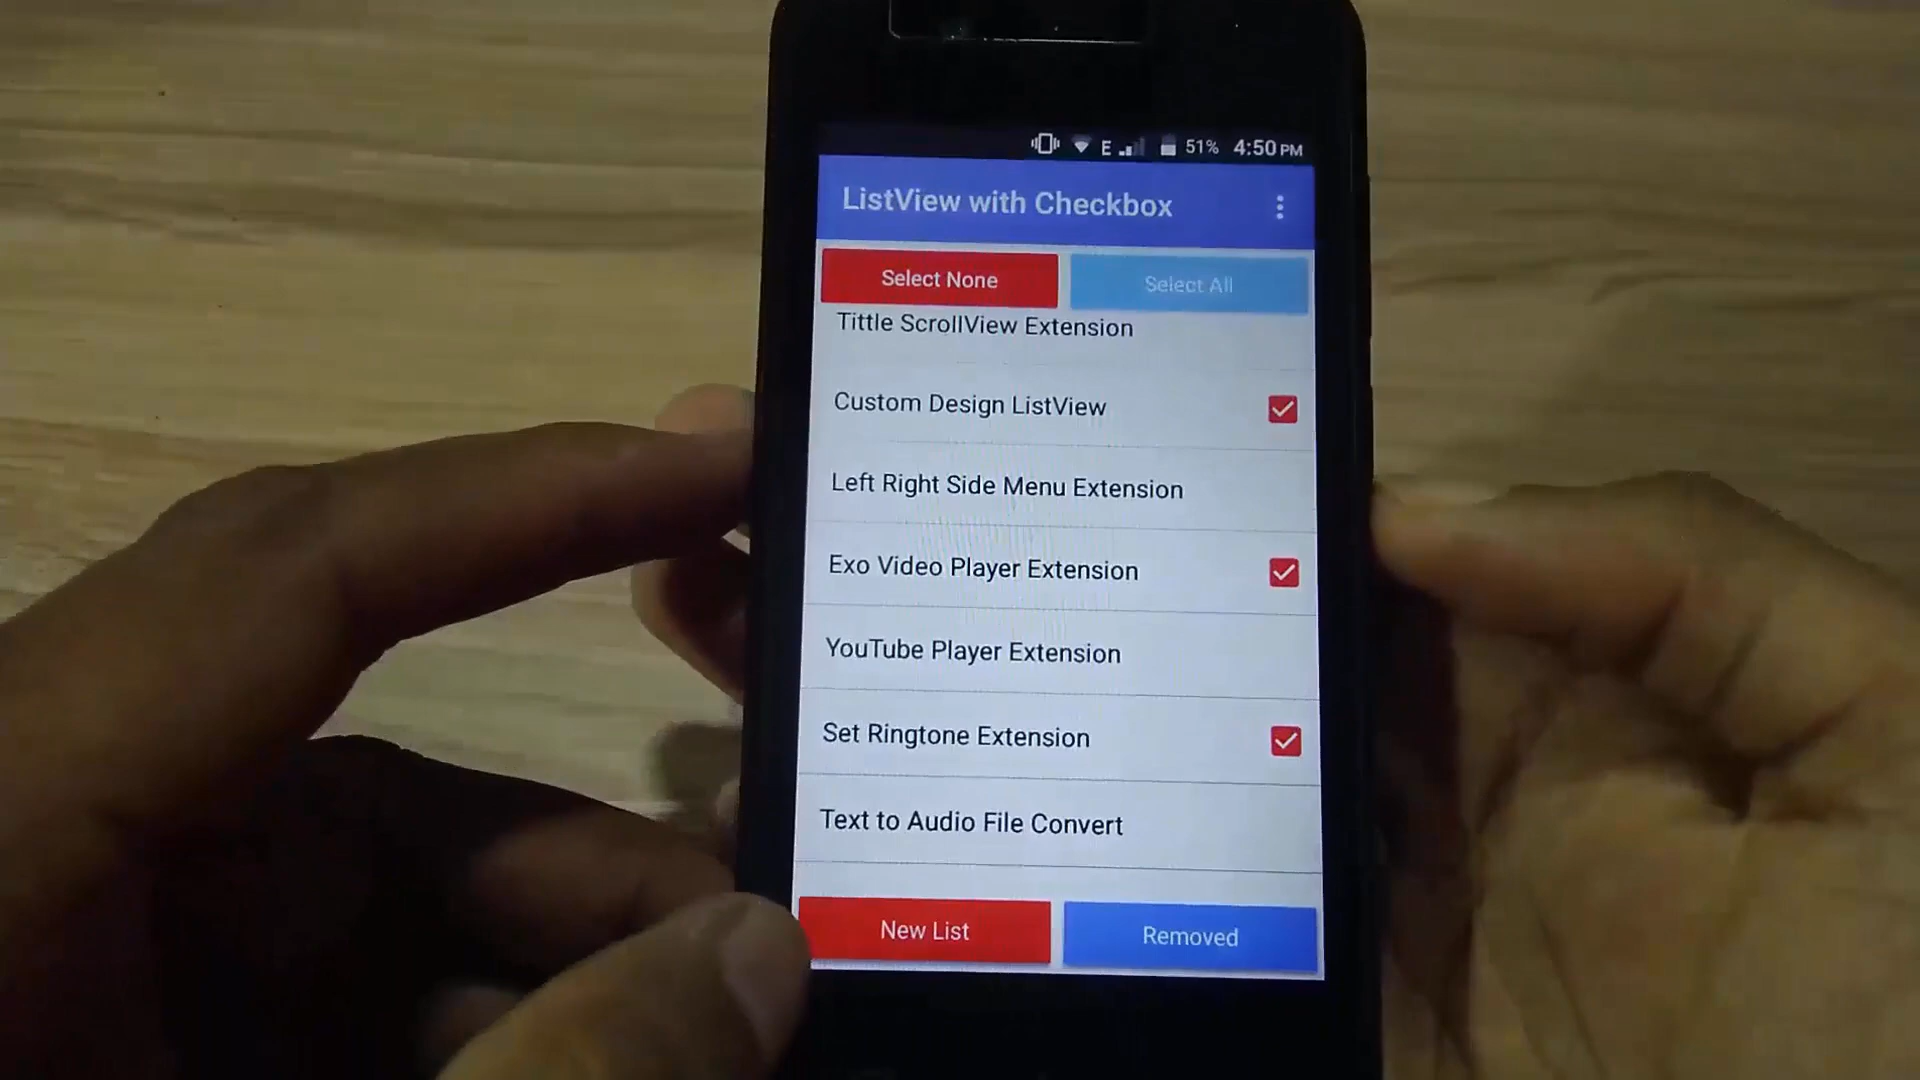 E 51% 4:50 PM
ListView with Checkbox
Select None
Select All
Tittle ScrollView Extension
Custom Design ListView
Left Right Side Menu Extension
Exo Video Player Extension
YouTube Player Extension
Set Ringtone Extension
Text to Audio File Convert
New List
Removed